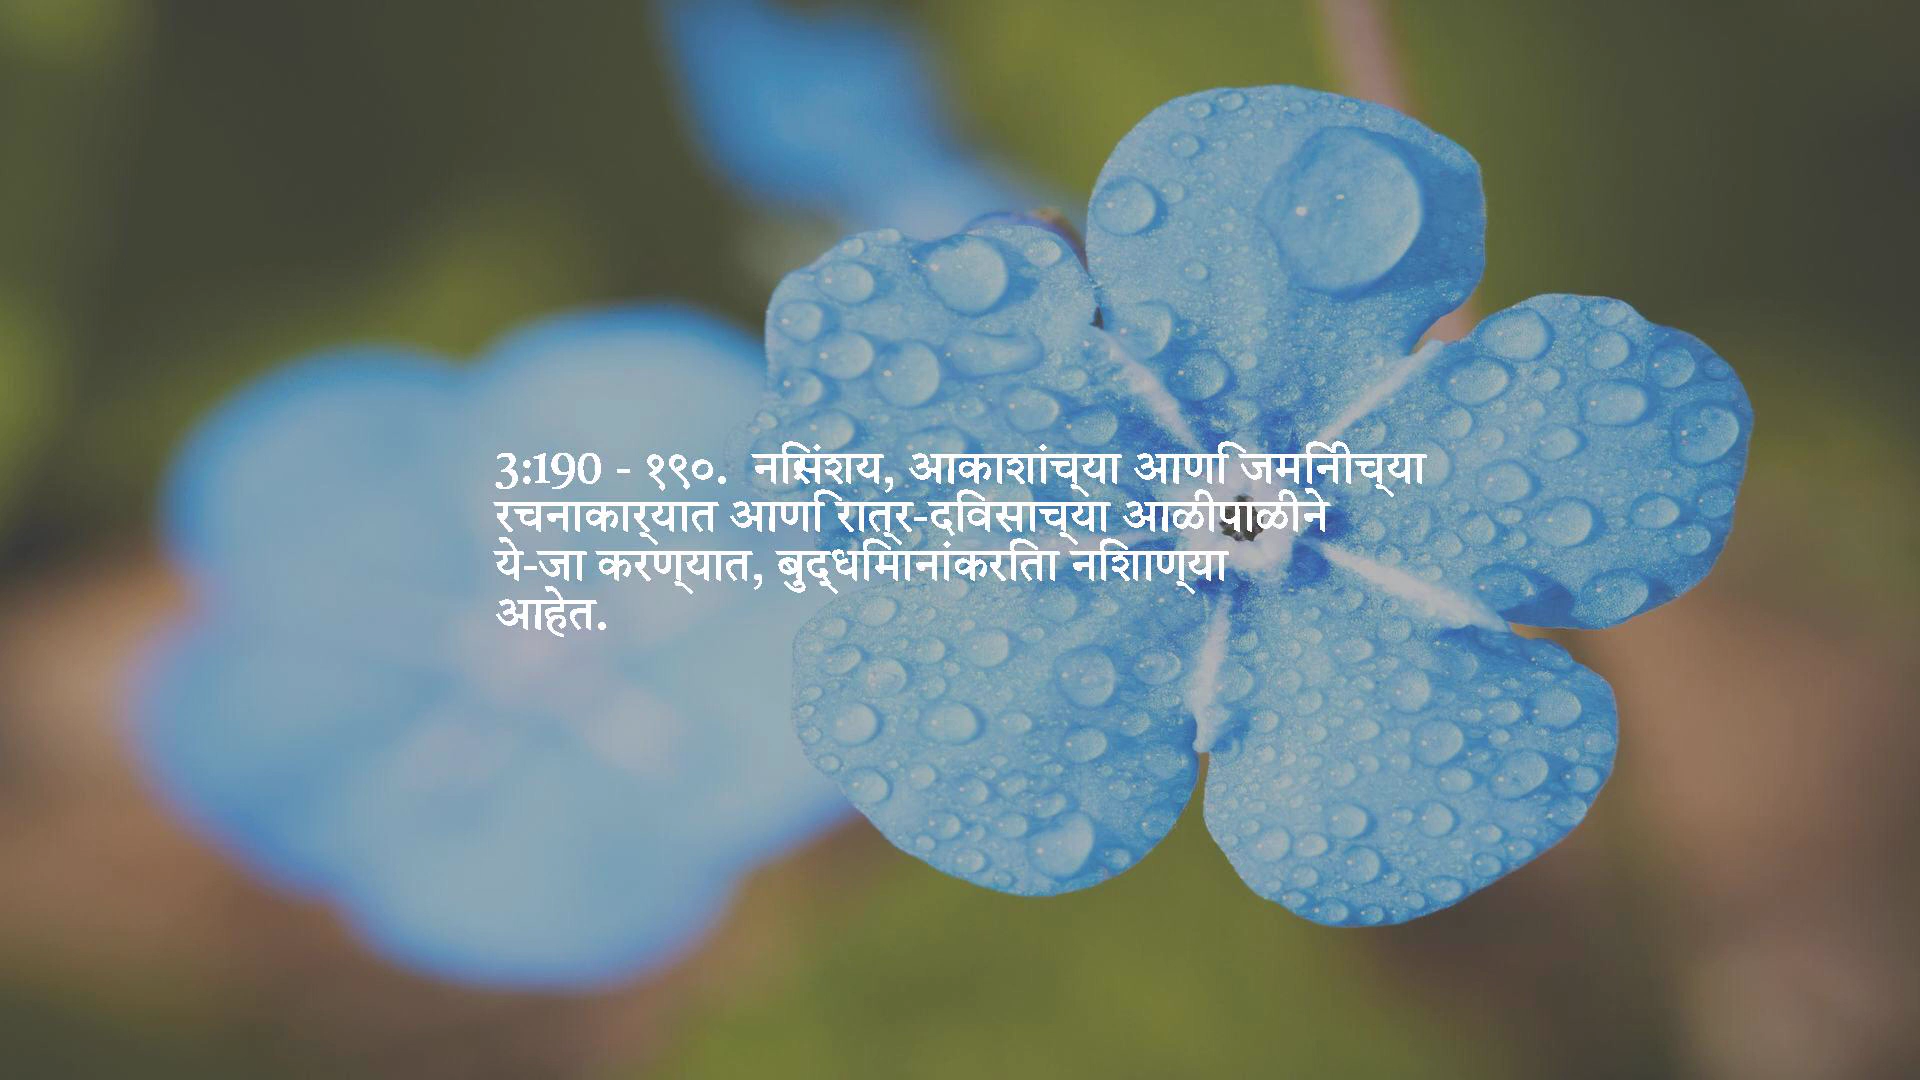 3:190 - १९०. निसंशय, आकाशांच्या आणि जमिनीच्या
रचनाकार्यात आणि रात्र-दिवसाच्या आळीपाळीने
ये-जा करण्यात, बुद्धिमानांकरिता निशाण्या
आहेत.